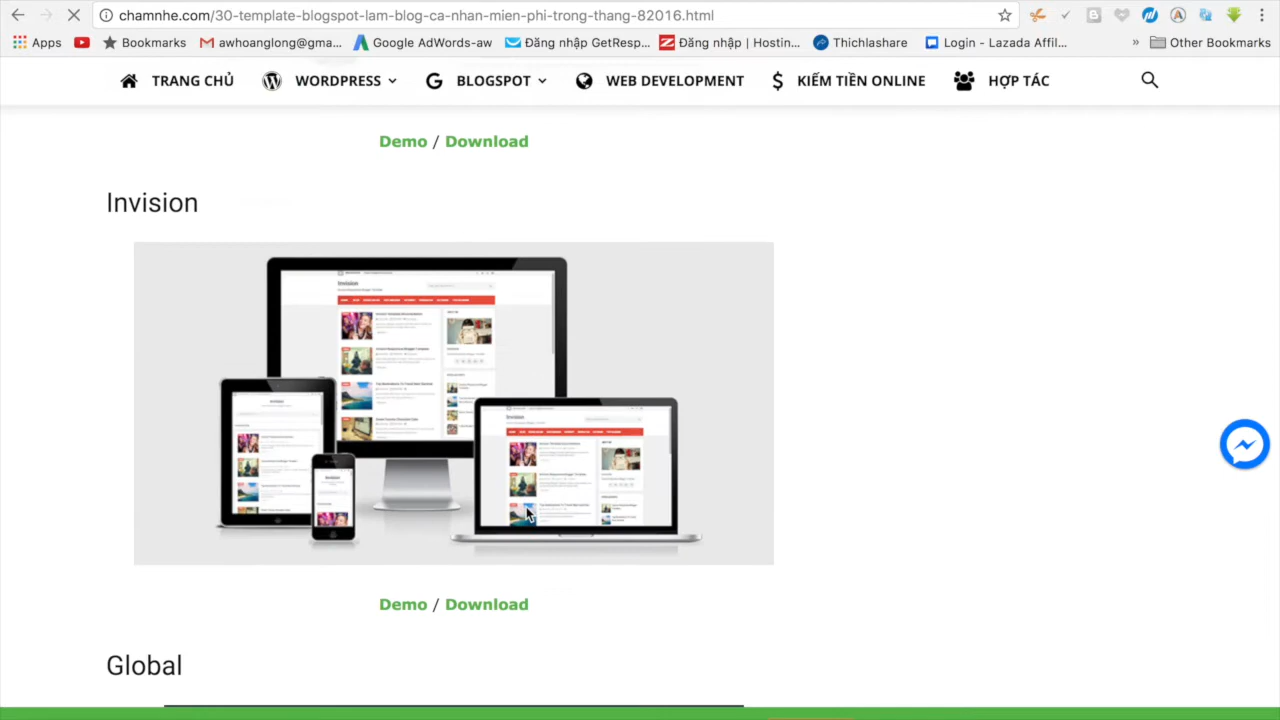 chamnhe.com/30-template-blogspot-lam-blog-ca-nhan-mien-phi-trong-thang-82016.html
Apps Bookmarks awhoanglong@gma... Google AdWords-aw Đăng nhập GetResp... Đăng nhập | Hostin... Thichlashare Login - Lazada Affil... » Other Bookmarks
TRANG CHỦ WORDPRESS BLOGSPOT WEB DEVELOPMENT KIẾM TIỀN ONLINE HỢP TÁC
Demo / Download
Invision
Invision
Invision
Invision
Invision
Demo / Download
Global